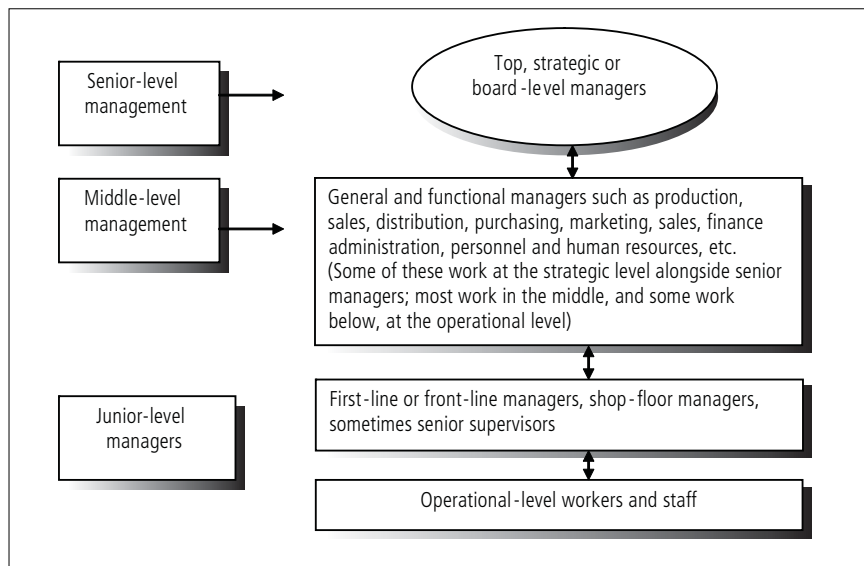 Senior-level
management
Top, strategic or
board-level managers
Middle-level
management
General and functional managers such as production,
sales, distribution, purchasing, marketing, sales, finance
administration, personnel and human resources, etc.
(Some of these work at the strategic level alongside senior
managers; most work in the middle, and some work
below, at the operational level)
Junior-level
managers
First-line or front-line managers, shop-floor managers,
sometimes senior supervisors
Operational-level workers and staff